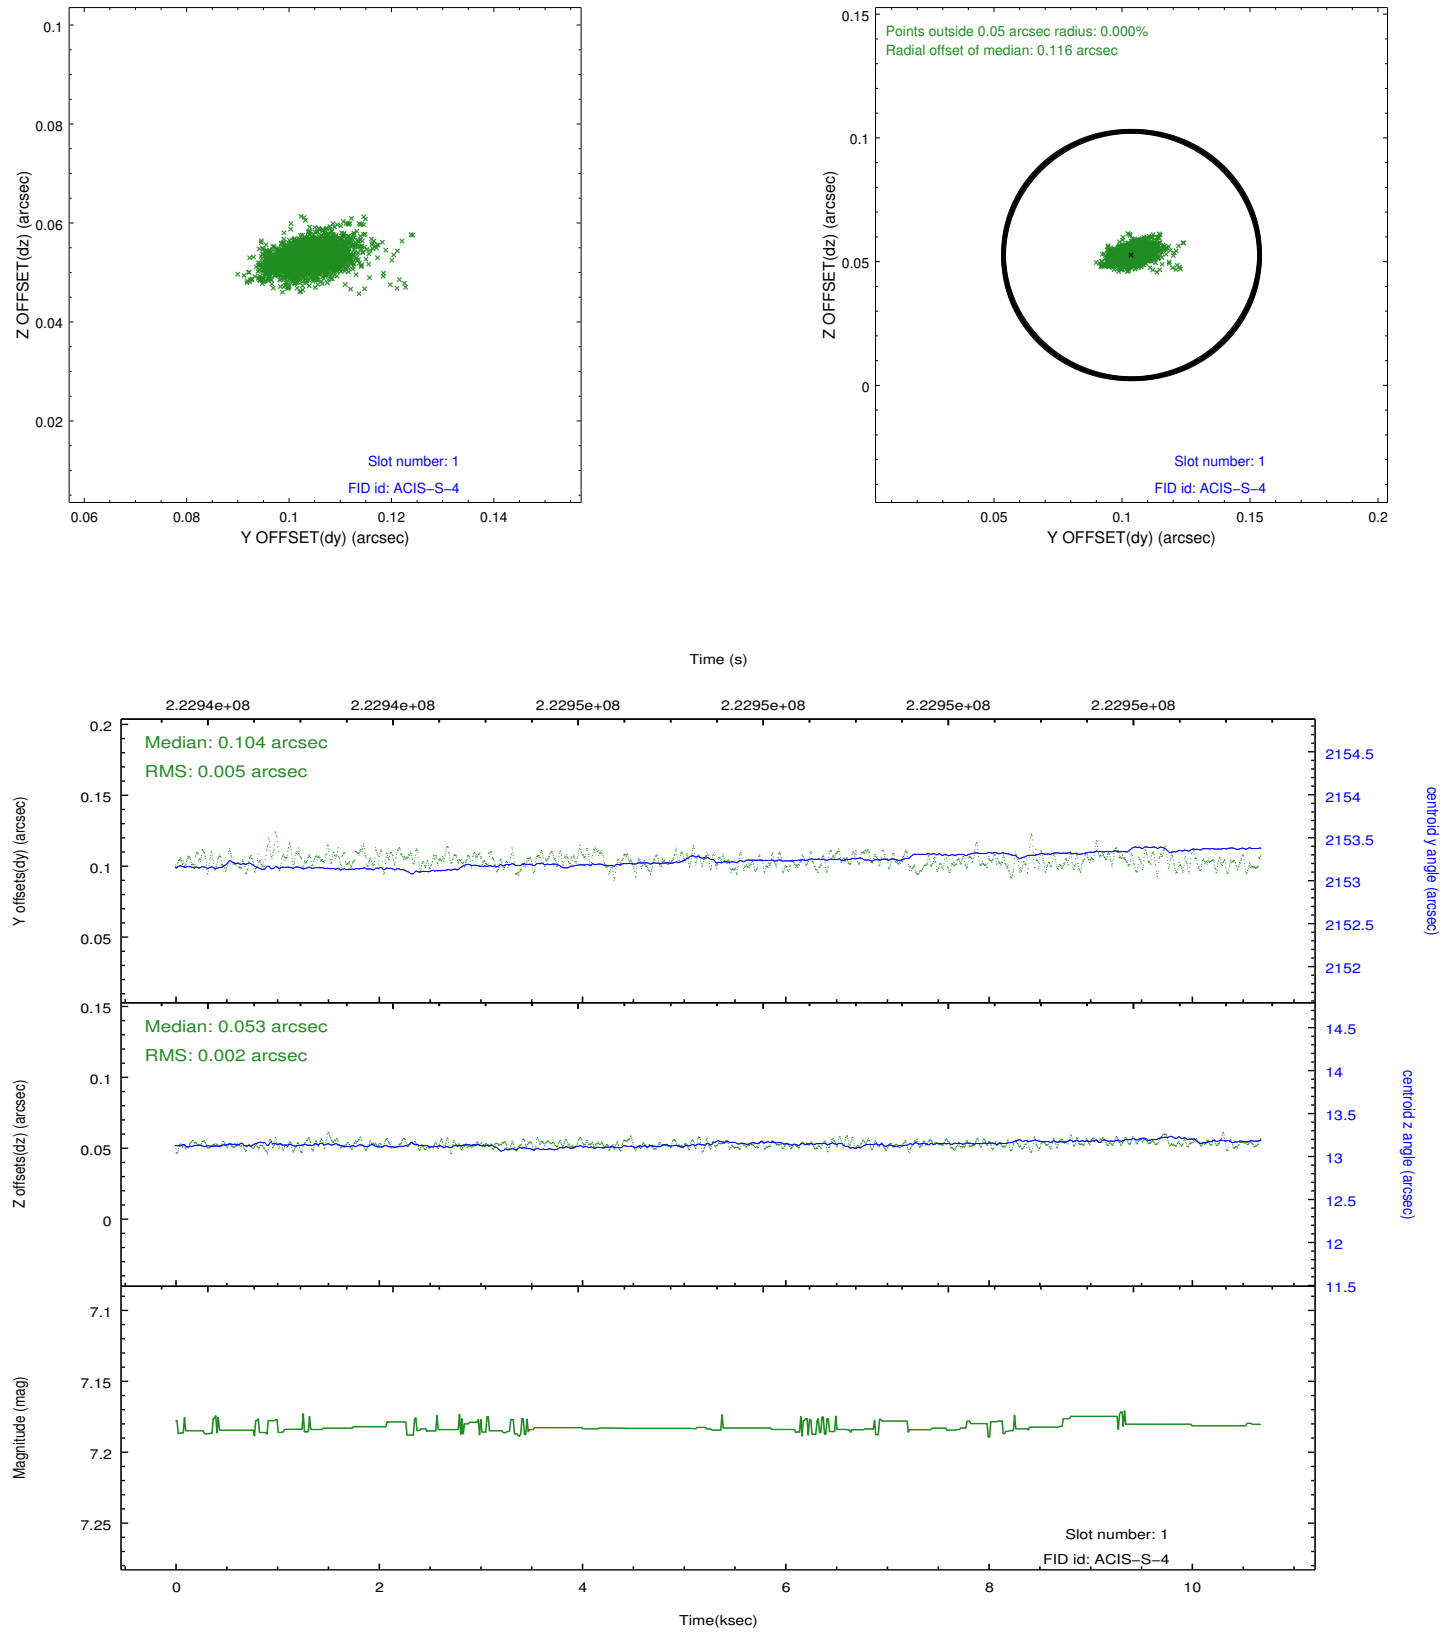 0.1
0.08
0.06
0.04
0.02
Z OFFSET(dz) (arcsec)
Slot number: 1
FID id: ACIS−S−4
0.06
0.08
0.1
0.12
0.14
Y OFFSET(dy) (arcsec)
Points outside 0.05 arcsec radius: 0.000%
Radial offset of median: 0.116 arcsec
0.15
0.1
0.05
0
Z OFFSET(dz) (arcsec)
Slot number: 1
FID id: ACIS−S−4
0.05
0.1
0.15
0.2
Y OFFSET(dy) (arcsec)
Time (s)
2.2294e+08
2.2294e+08
2.2295e+08
2.2295e+08
2.2295e+08
2.2295e+08
Median: 0.104 arcsec
RMS: 0.005 arcsec
0.2
0.15
0.1
0.05
Y offsets(dy) (arcsec)
2154.5
2154
2153.5
2153
2152.5
2152
centroid y angle (arcsec)
Median: 0.053 arcsec
RMS: 0.002 arcsec
0.15
0.1
0.05
0
Z offsets(dz) (arcsec)
14.5
14
13.5
13
12.5
12
11.5
centroid z angle (arcsec)
7.1
7.15
7.2
7.25
Magnitude (mag)
Slot number: 1
FID id: ACIS−S−4
0
2
4
6
8
10
Time(ksec)